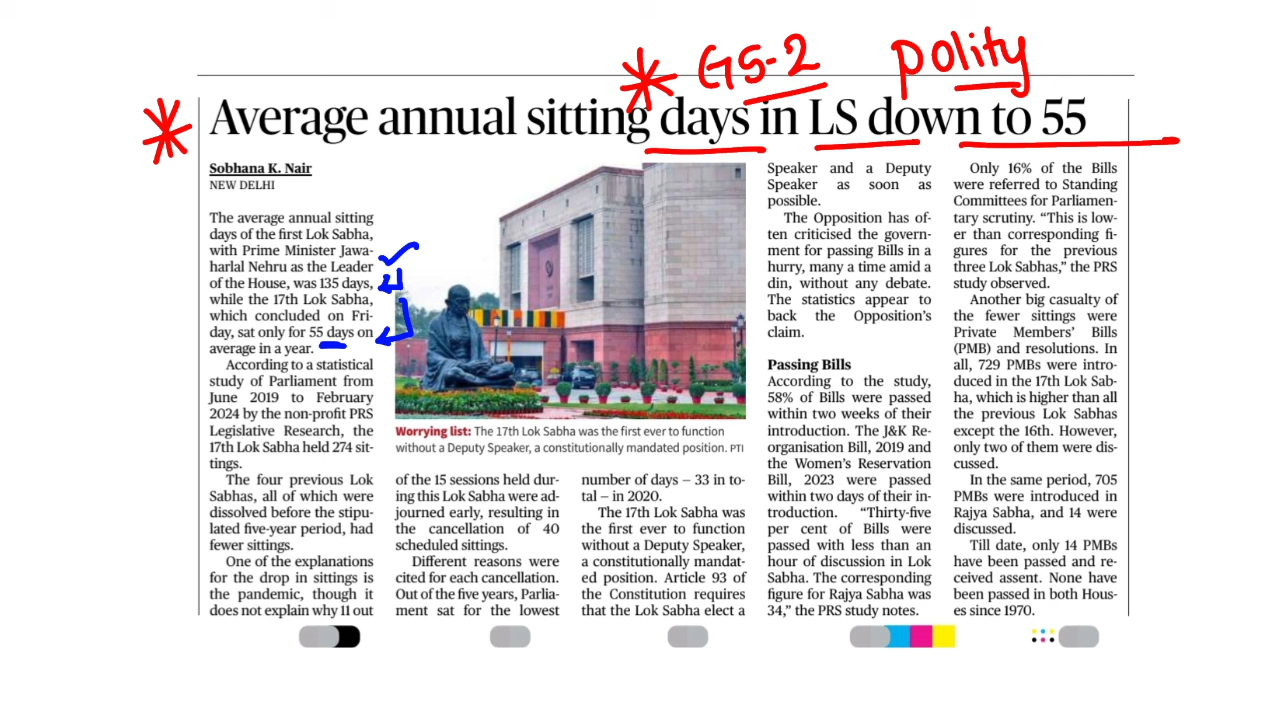 * GS-2 polity
* Average annual sitting days in LS down to 55
Sobhana K. Nair
NEW DELHI
The average annual sitting
days of the first Lok Sabha,
with Prime Minister Jawa-
harlal Nehru as the Leader
of the House, was 135 days,
while the 17th Lok Sabha,
which concluded on Fri-
day, sat only for 55 days on
average in a year.
According to a statistical
study of Parliament from
June 2019 to February
2024 by the non-profit PRS
Legislative Research, the
17th Lok Sabha held 274 sit-
tings.
The four previous Lok
Sabhas, all of which were
dissolved before the stipu-
lated five-year period, had
fewer sittings.
One of the explanations
for the drop in sittings is
the pandemic, though it
does not explain why 11 out
Worrying list: The 17th Lok Sabha was the first ever to function
without a Deputy Speaker, a constitutionally mandated position. PTI
of the 15 sessions held dur-
ing this Lok Sabha were ad-
journed early, resulting in
the cancellation of 40
scheduled sittings.
Different reasons were
cited for each cancellation.
Out of the five years, Parlia-
ment sat for the lowest
number of days – 33 in to-
tal – in 2020.
The 17th Lok Sabha was
the first ever to function
without a Deputy Speaker,
a constitutionally mandat-
ed position. Article 93 of
the Constitution requires
that the Lok Sabha elect a
Speaker and a Deputy
Speaker as soon as
possible.
The Opposition has of-
ten criticised the govern-
ment for passing Bills in a
hurry, many a time amid a
din, without any debate.
The statistics appear to
back the Opposition's
claim.
Passing Bills
According to the study,
58% of Bills were passed
within two weeks of their
introduction. The J&K Re-
organisation Bill, 2019 and
the Women's Reservation
Bill, 2023 were passed
within two days of their in-
troduction. "Thirty-five
per cent of Bills were
passed with less than an
hour of discussion in Lok
Sabha. The corresponding
figure for Rajya Sabha was
34," the PRS study notes.
Only 16% of the Bills
were referred to Standing
Committees for Parliamen-
tary scrutiny. "This is low-
er than corresponding fi-
gures for the previous
three Lok Sabhas," the PRS
study observed.
Another big casualty of
the fewer sittings were
Private Members' Bills
(PMB) and resolutions. In
all, 729 PMBs were intro-
duced in the 17th Lok Sab-
ha, which is higher than all
the previous Lok Sabhas
except the 16th. However,
only two of them were dis-
cussed.
In the same period, 705
PMBs were introduced in
Rajya Sabha, and 14 were
discussed.
Till date, only 14 PMBs
have been passed and re-
ceived assent. None have
been passed in both Hous-
es since 1970.